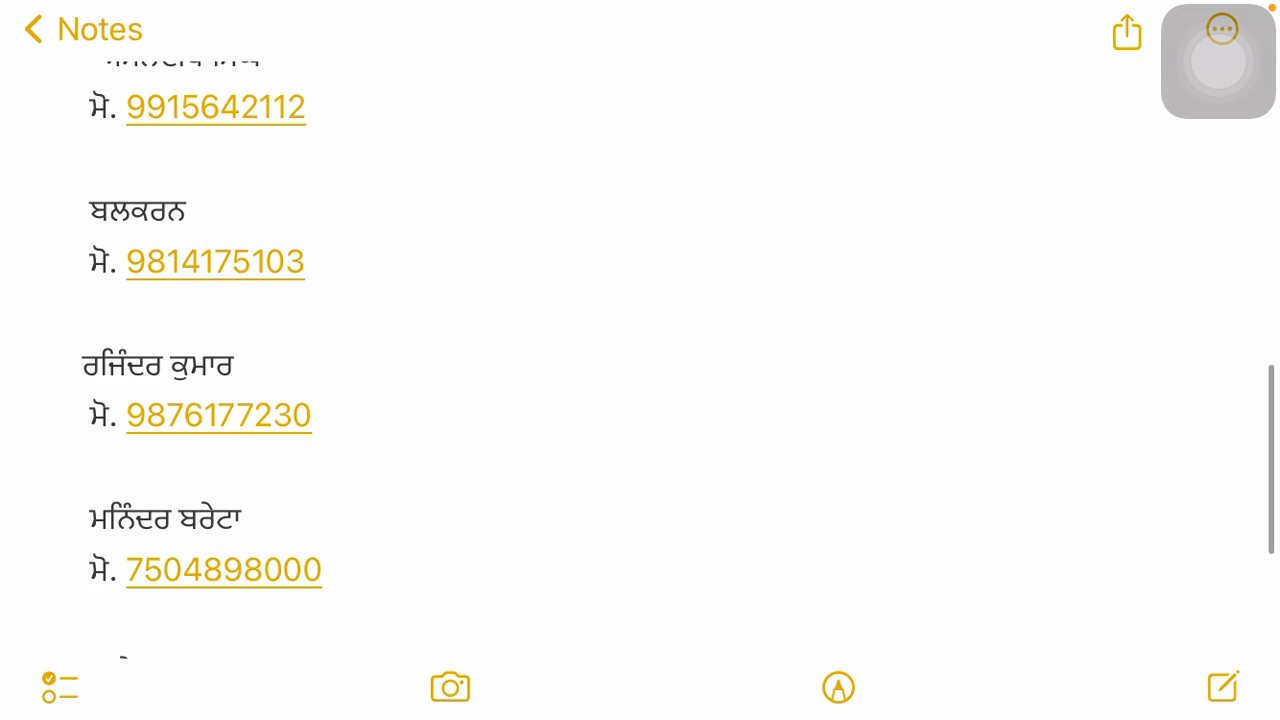 Notes
ਮੋ. 9915642112
ਬਲਕਰਨ
ਮੋ. 9814175103
ਰਜਿੰਦਰ ਕੁਮਾਰ
ਮੋ. 9876177230
ਮਨਿੰਦਰ ਬਰੇਟਾ
ਮੋ. 7504898000